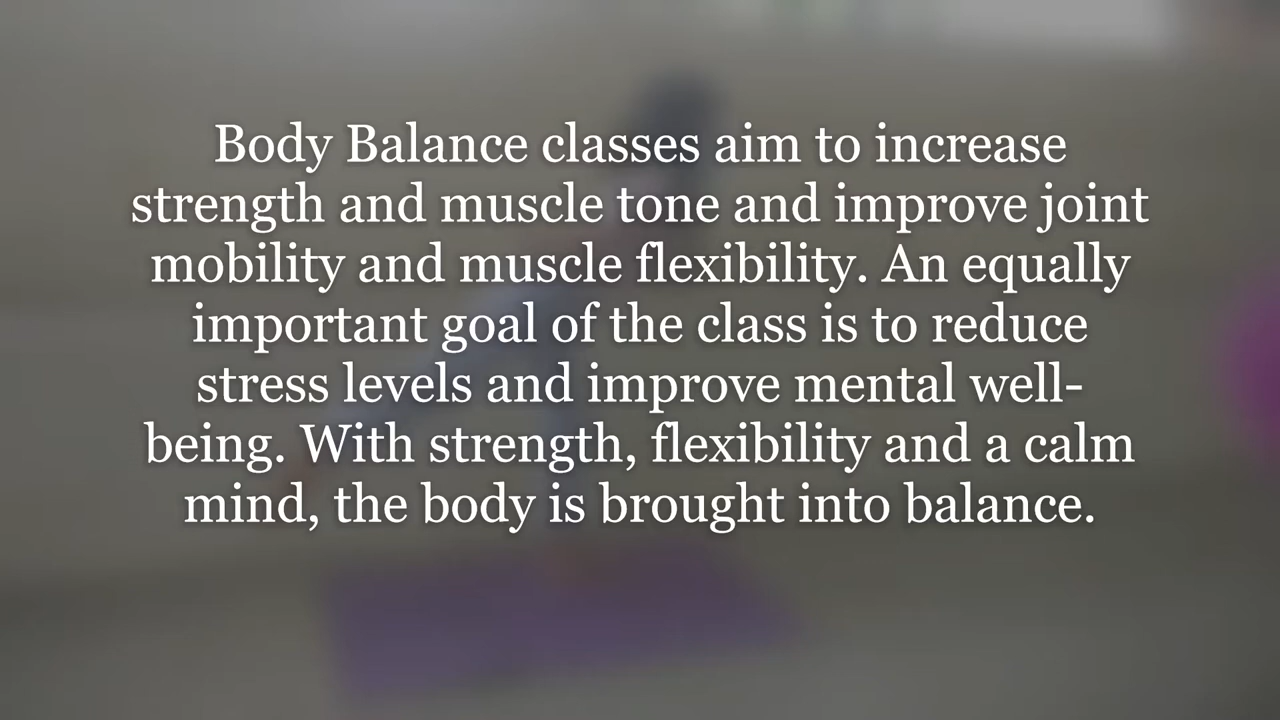 Body Balance classes aim to increase
strength and muscle tone and improve joint
mobility and muscle flexibility. An equally
important goal of the class is to reduce
stress levels and improve mental well-
being. With strength, flexibility and a calm
mind, the body is brought into balance.